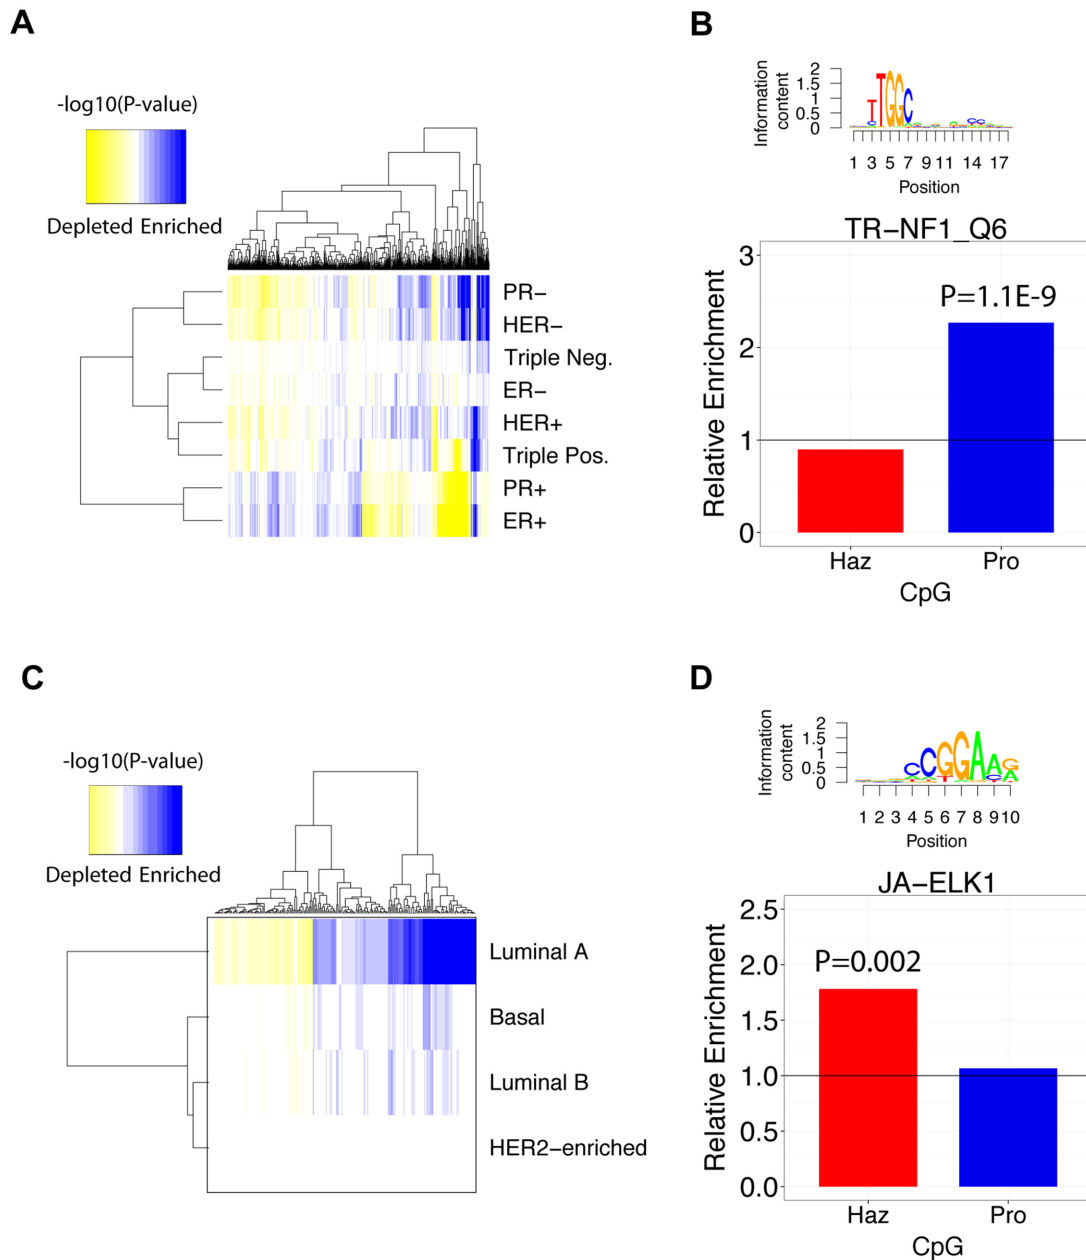 A
-log10(P-value)
Depleted Enriched
PR−
HER−
Triple Neg.
ER−
HER+
Triple Pos.
PR+
ER+
B
Information
content
2
1.5
1
0.5
0
TTGGC
1 3 5 7 9 11 14 17
Position
TR−NF1_Q6
P=1.1E-9
Relative Enrichment
3
2
1
0
Haz Pro
CpG
C
-log10(P-value)
Depleted Enriched
Luminal A
Basal
Luminal B
HER2−enriched
D
Information
content
2
1.5
1
0.5
0
CCGGAAG
1 2 3 4 5 6 7 8 9 10
Position
JA−ELK1
P=0.002
Relative Enrichment
2.5
2.0
1.5
1.0
0.5
0.0
Haz Pro
CpG